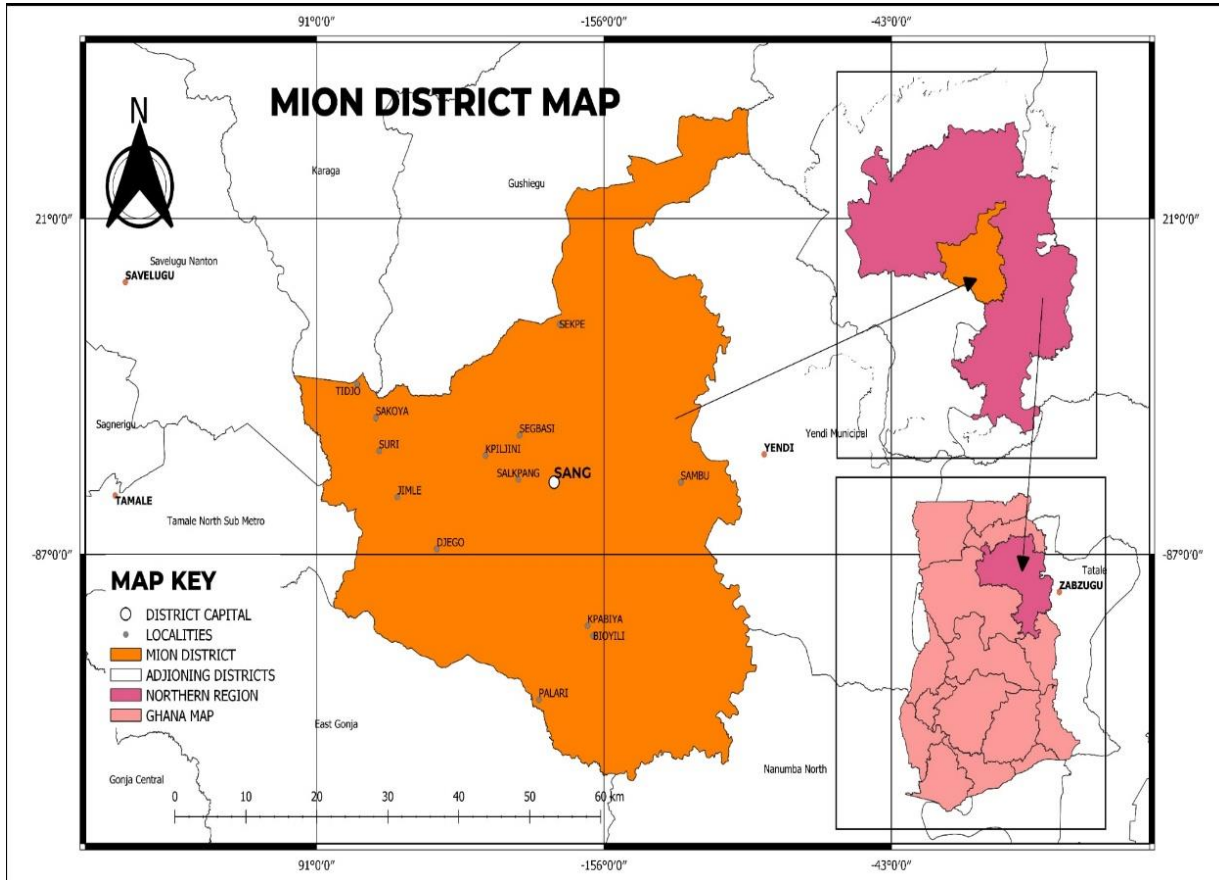 91°0'0" -156°0'0" -43°0'0"
MION DISTRICT MAP
N
Karaga
Gushiegu
21°0'0" 21°0'0"
Savelugu Nanton
SAVELUGU
SEKPE
TIDJO
SAKOYA
Sagnerigu
SEGBASI
Yendi Municipal
SURI
KPILJINI
YENDI
SALKPANG
SANG
SAMBU
JIMLE
TAMALE
Tamale North Sub Metro
DJEGO
-87°0'0" -87°0'0"
Tatale
ZABZUGU
KPABIYA
BIOYILI
PALARI
East Gonja
Nanumba North
Gonja Central
MAP KEY
DISTRICT CAPITAL
LOCALITIES
MION DISTRICT
ADJIONING DISTRICTS
NORTHERN REGION
GHANA MAP
0 10 20 30 40 50 60 km
91°0'0" -156°0'0" -43°0'0"